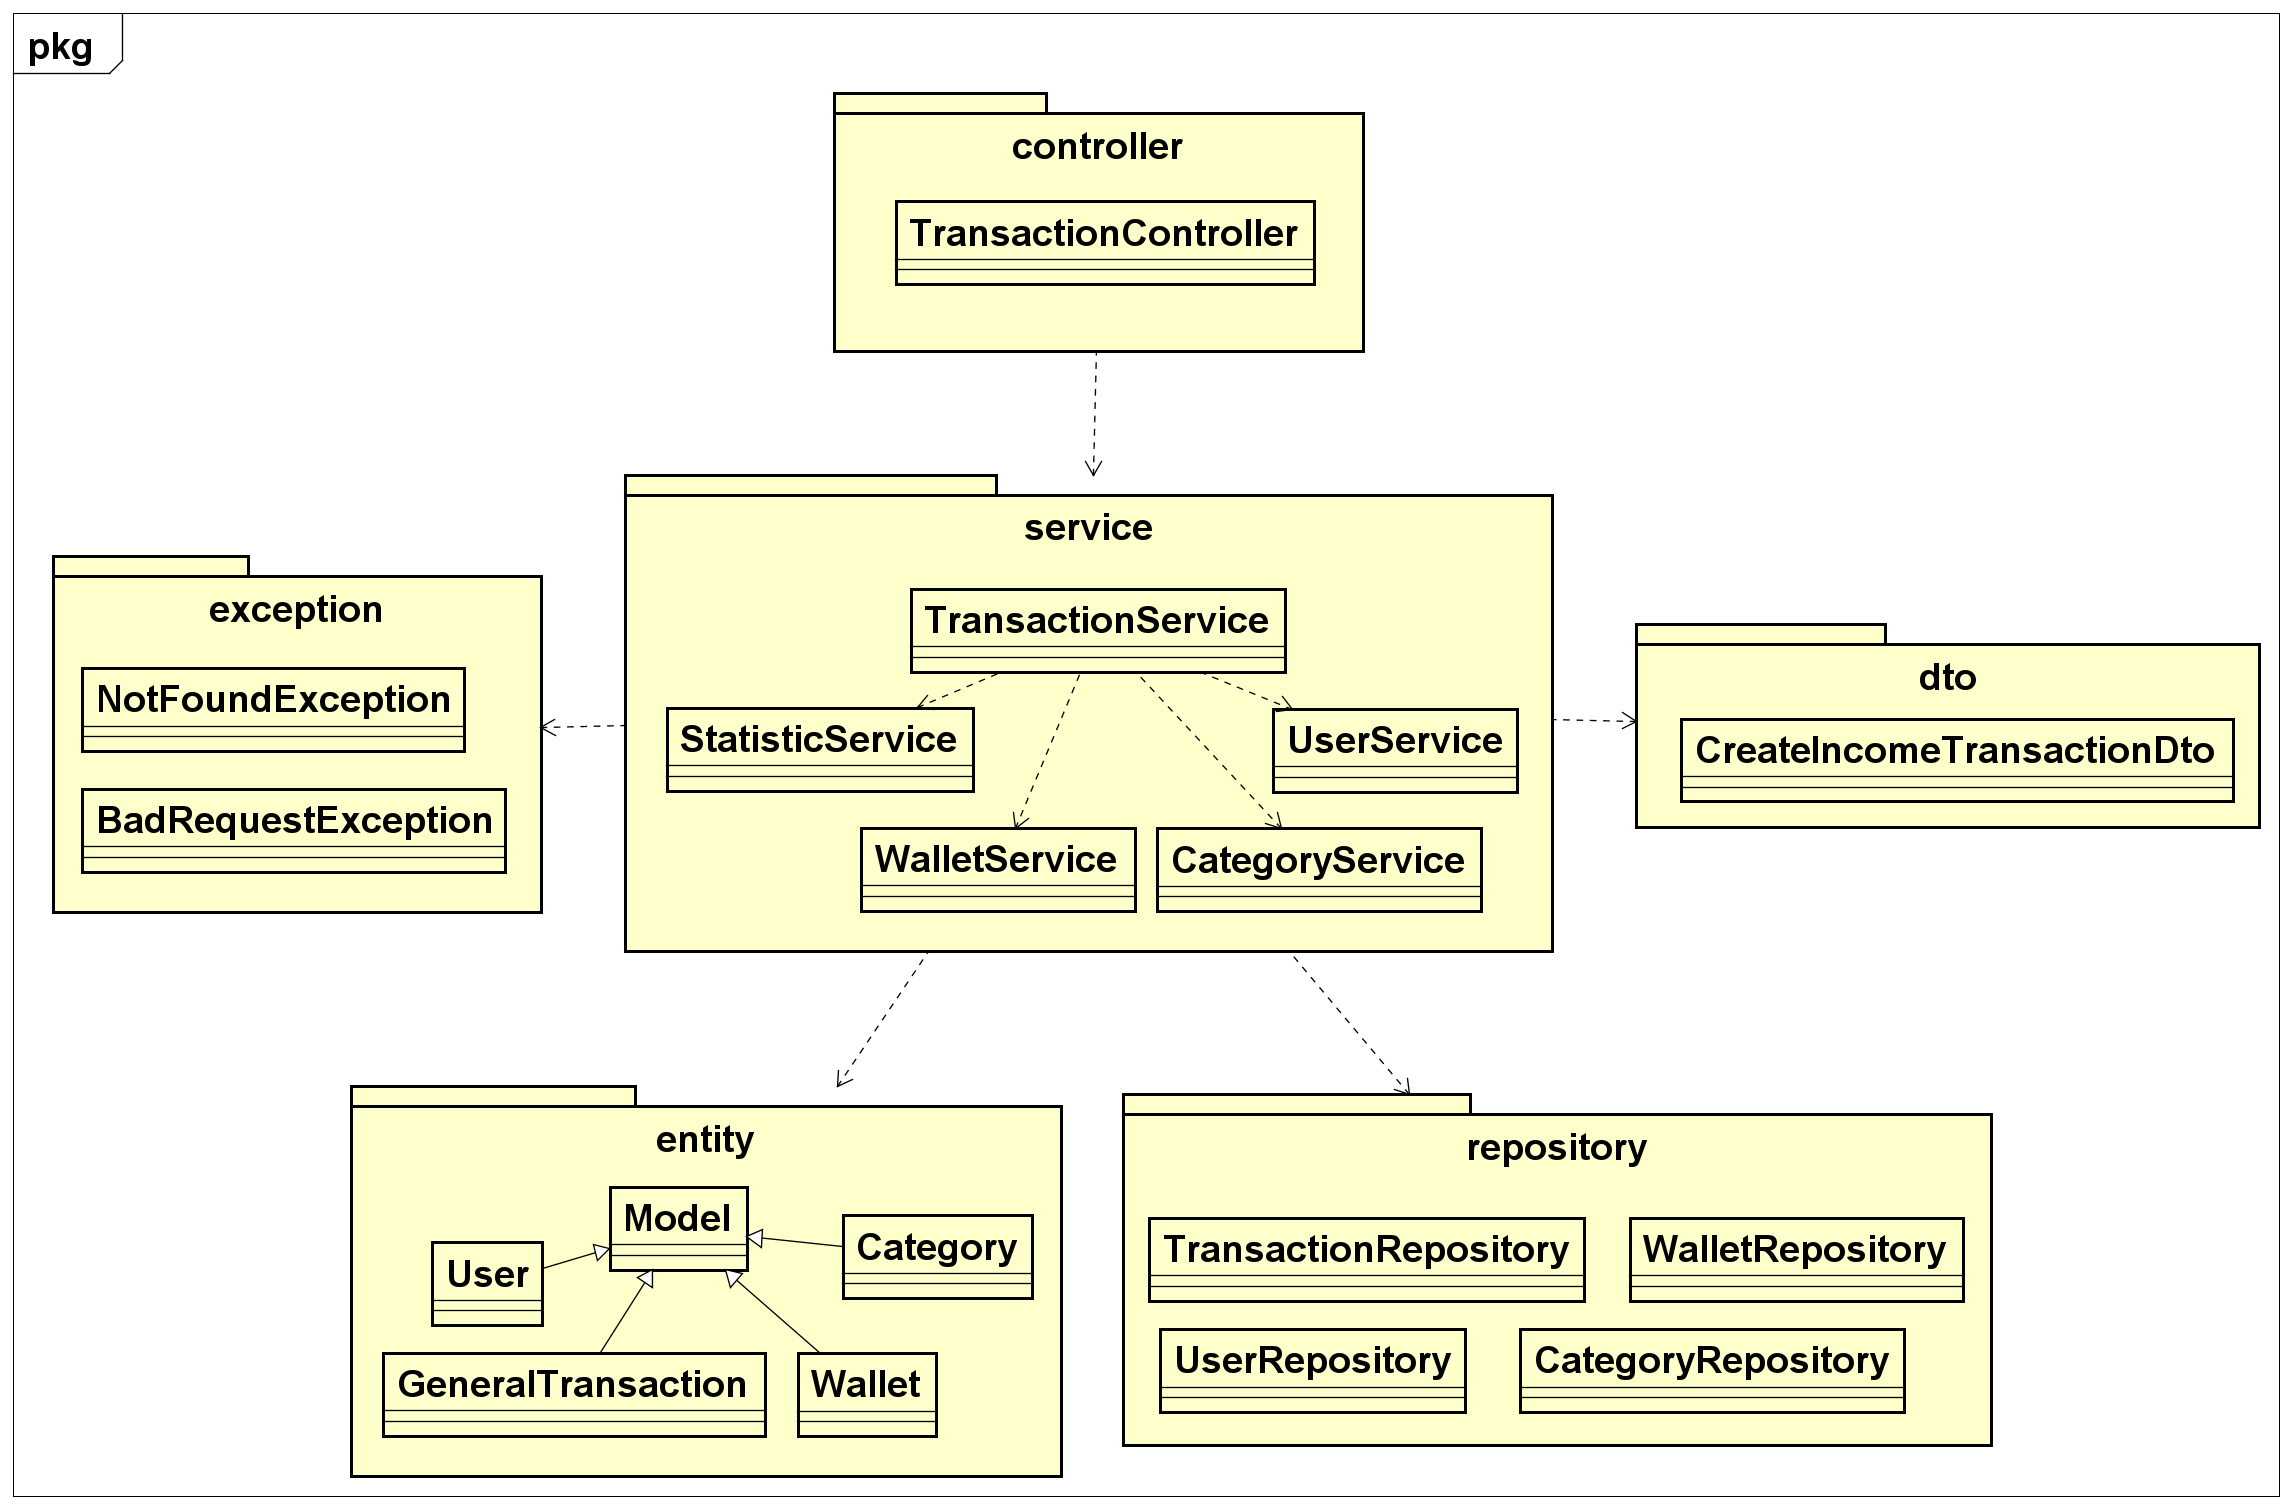 pkg
controller
TransactionController
service
TransactionService
StatisticService
UserService
WalletService
CategoryService
exception
NotFoundException
BadRequestException
dto
CreateIncomeTransactionDto
entity
Model
User
Category
GeneralTransaction
Wallet
repository
TransactionRepository
WalletRepository
UserRepository
CategoryRepository